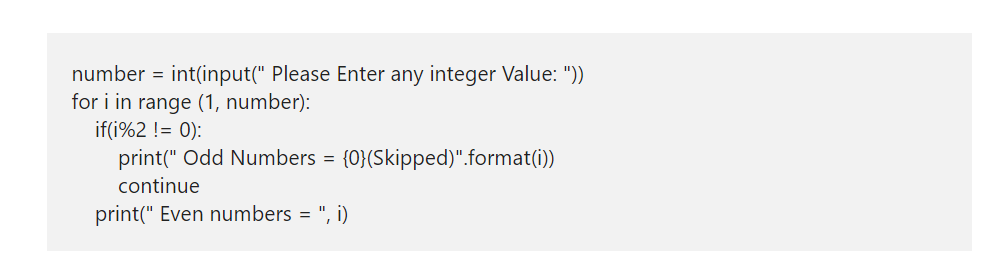 number = int(input(" Please Enter any integer Value: "))
for i in range (1, number):
    if(i%2 != 0):
        print(" Odd Numbers = {0}(Skipped)".format(i))
        continue
    print(" Even numbers = ", i)